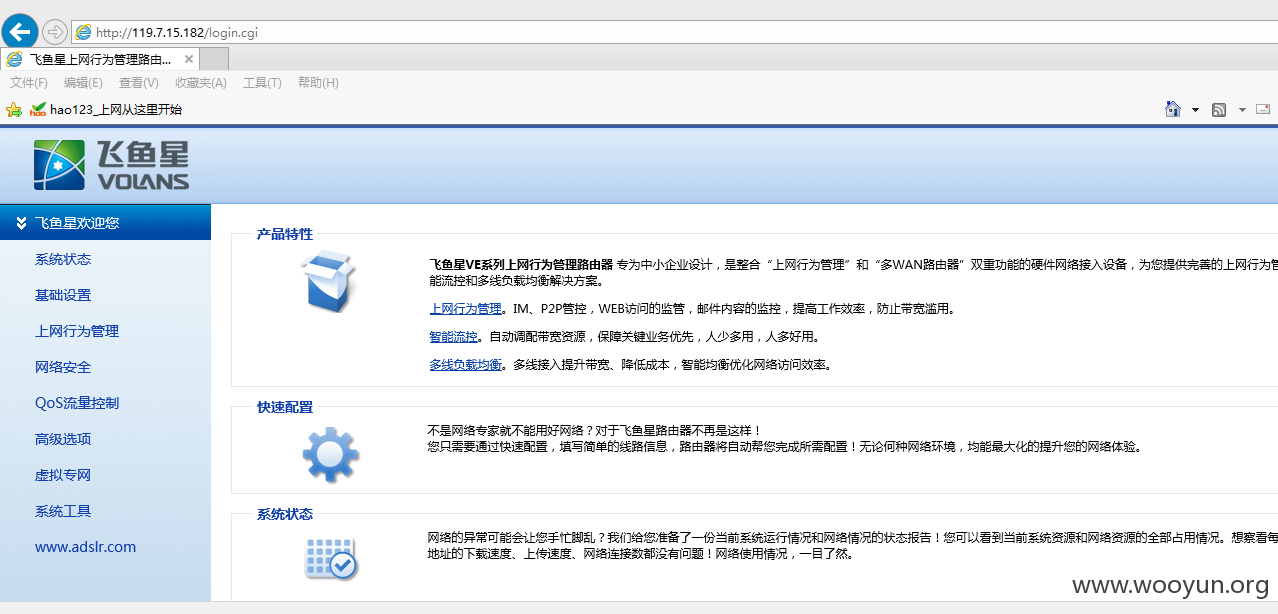 http://119.7.15.182/login.cgi
飞鱼星上网行为管理路由...
文件(F) 编辑(E) 查看(V) 收藏夹(A) 工具(T) 帮助(H)
hao123_上网从这里开始
飞鱼星
VOLANS
飞鱼星欢迎您
系统状态
基础设置
上网行为管理
网络安全
QoS流量控制
高级选项
虚拟专网
系统工具
www.adslr.com
产品特性
飞鱼星VE系列上网行为管理路由器 专为中小企业设计，是整合“上网行为管理”和“多WAN路由器”双重功能的硬件网络接入设备，为您提供完善的上网行为管
能流控和多线负载均衡解决方案。
上网行为管理。IM、P2P管控，WEB访问的监管，邮件内容的监控，提高工作效率，防止带宽滥用。
智能流控。自动调配带宽资源，保障关键业务优先，人少多用，人多好用。
多线负载均衡。多线接入提升带宽、降低成本，智能均衡优化网络访问效率。
快速配置
不是网络专家就不能用好网络？对于飞鱼星路由器不再是这样！
您只需要通过快速配置，填写简单的线路信息，路由器将自动帮您完成所需配置！无论何种网络环境，均能最大化的提升您的网络体验。
系统状态
网络的异常可能会让您手忙脚乱？我们给您准备了一份当前系统运行情况和网络情况的状态报告！您可以看到当前系统资源和网络资源的全部占用情况。想察看每
地址的下载速度、上传速度、网络连接数都没有问题！网络使用情况，一目了然。
www.wooyun.org